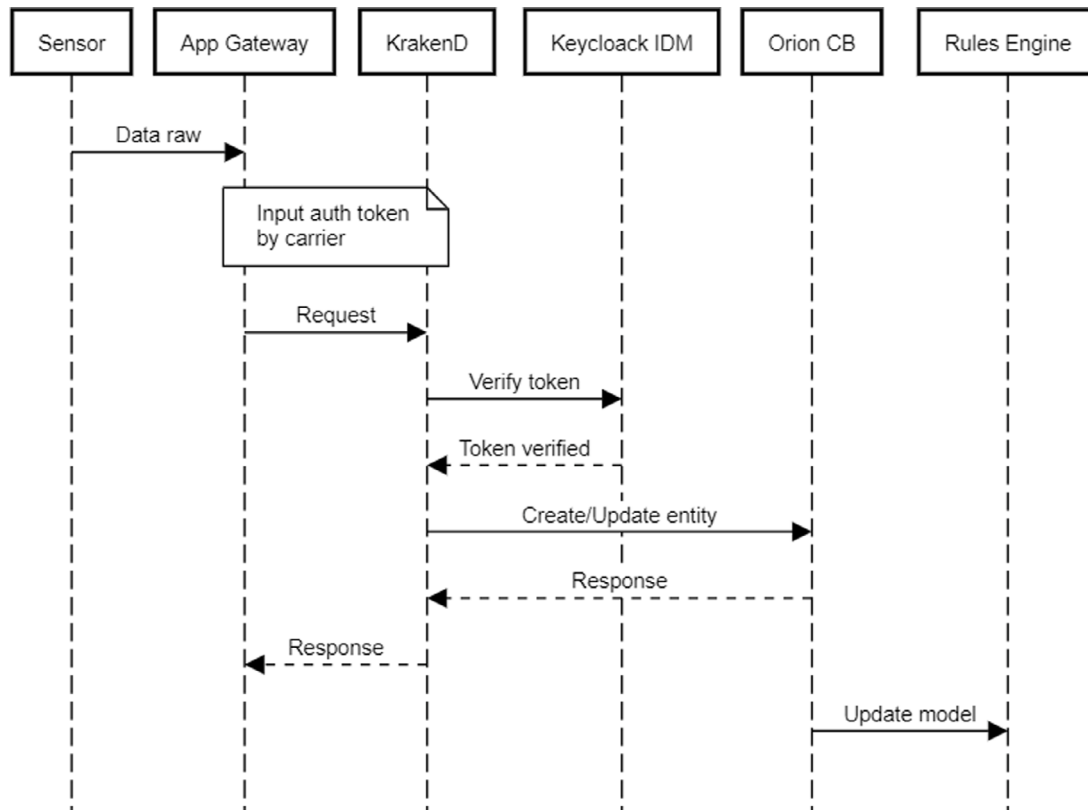 Sensor
App Gateway
KrakenD
Keycloack IDM
Orion CB
Rules Engine
Data raw
Input auth token
by carrier
Request
Verify token
Token verified
Create/Update entity
Response
Response
Update model